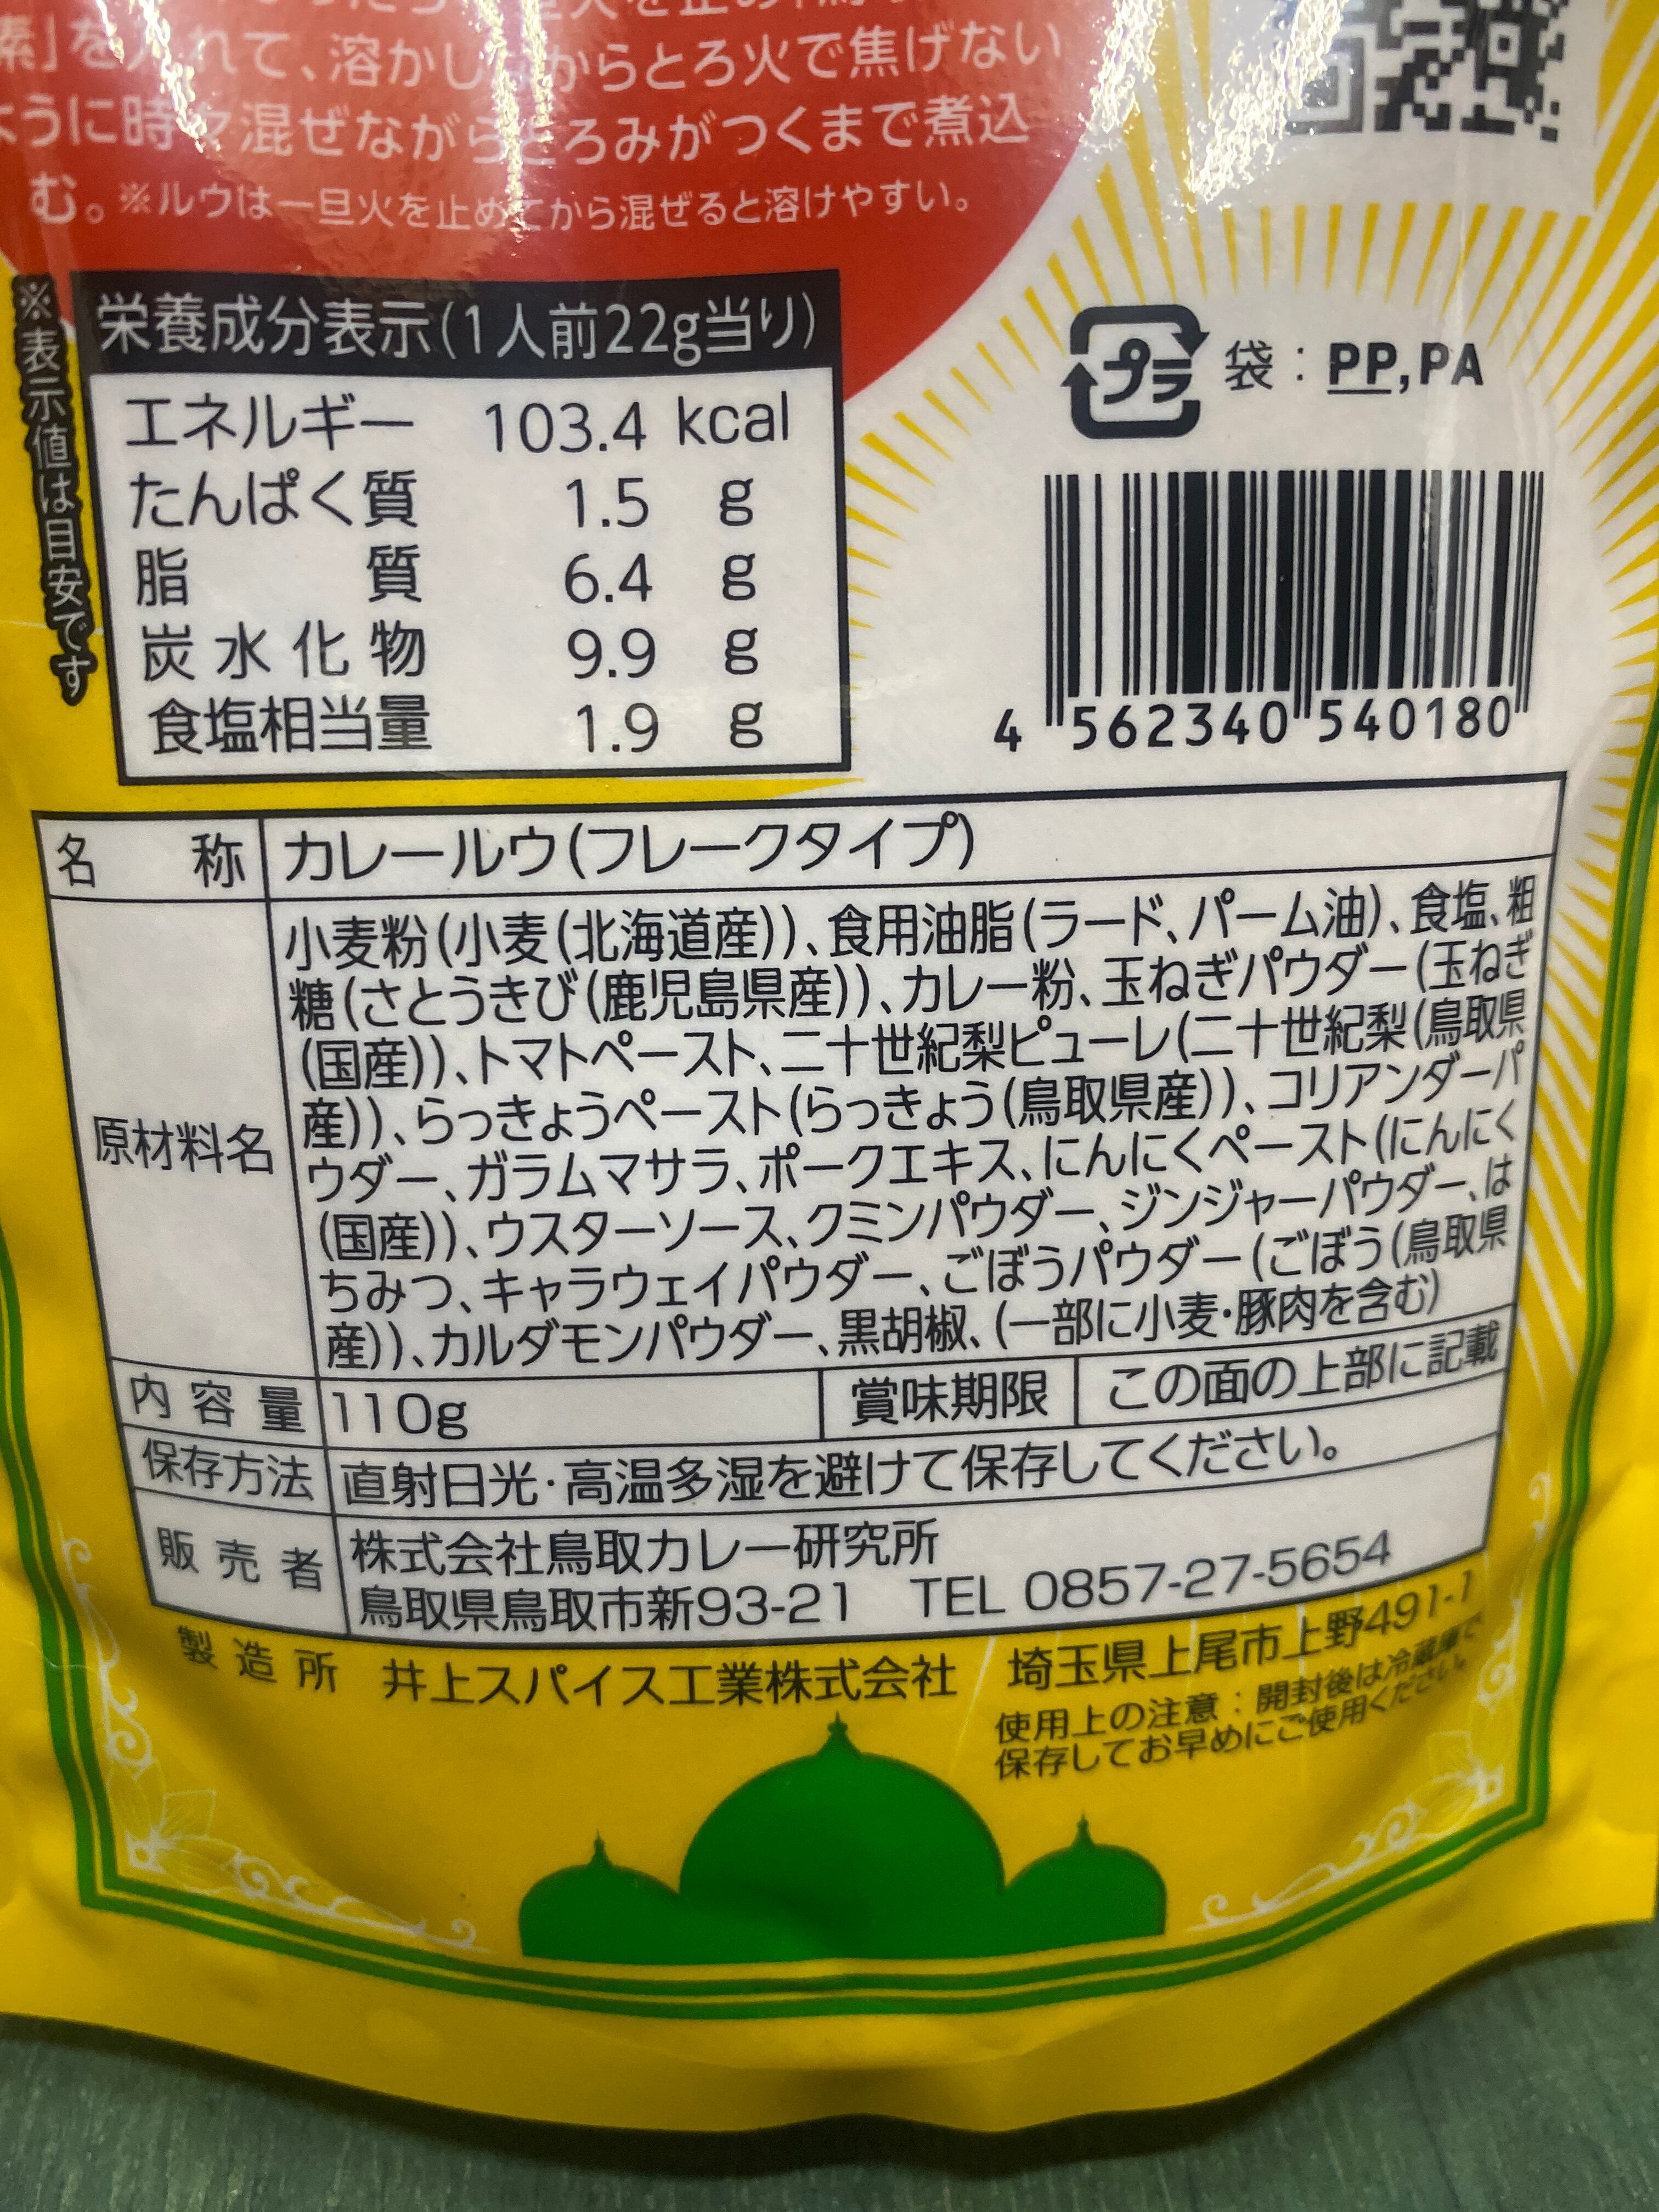 素」を入れて、溶かし からとろ火で焦げない
ように時々混ぜながらとろみがつくまで煮込
む。※ルウは一旦火を止めてから混ぜると溶けやすい。
※表示値は目安です
栄養成分表示(1人前22g当り)
エネルギー 103.4 kcal
たんぱく質 1.5 g
脂質 6.4 g
炭水化物 9.9 g
食塩相当量 1.9 g
プラ 袋:PP,PA
4 562340 540180
名称 カレールウ(フレークタイプ)
原材料名
小麦粉(小麦(北海道産))、食用油脂(ラード、パーム油)、食塩、粗
糖(さとうきび(鹿児島県産))、カレー粉、玉ねぎパウダー(玉ねぎ
(国産))、トマトペースト、二十世紀梨ピューレ(二十世紀梨(鳥取県
産))、らっきょうペースト(らっきょう(鳥取県産))、コリアンダーパ
ウダー、ガラムマサラ、ポークエキス、にんにくペースト(にんにく
(国産))、ウスターソース、クミンパウダー、ジンジャーパウダー、は
ちみつ、キャラウェイパウダー、ごぼうパウダー(ごぼう(鳥取県
産))、カルダモンパウダー、黒胡椒、(一部に小麦・豚肉を含む)
内容量 110g 賞味期限 この面の上部に記載
保存方法 直射日光・高温多湿を避けて保存してください。
販売者 株式会社鳥取カレー研究所
鳥取県鳥取市新93-21 TEL 0857-27-5654
製造所 井上スパイス工業株式会社 埼玉県上尾市上野491-1
使用上の注意:開封後は冷蔵庫で
保存してお早めにご使用ください。